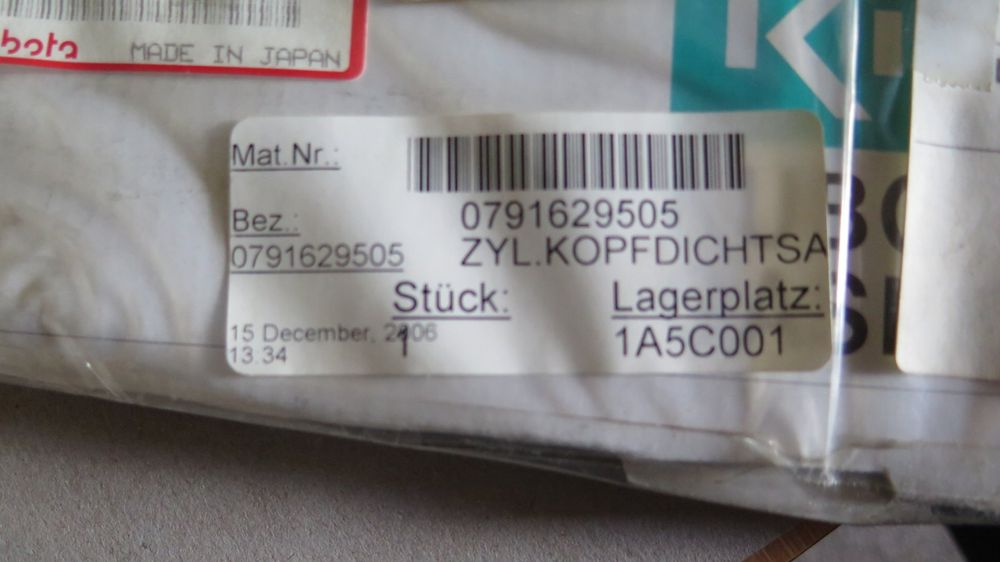 MADE IN JAPAN
Mat.Nr.:
Bez.:
0791629505
0791629505
ZYL.KOPFDICHTSA
Stück:
Lagerplatz:
15 December, 2006
13:34
1
1A5C001